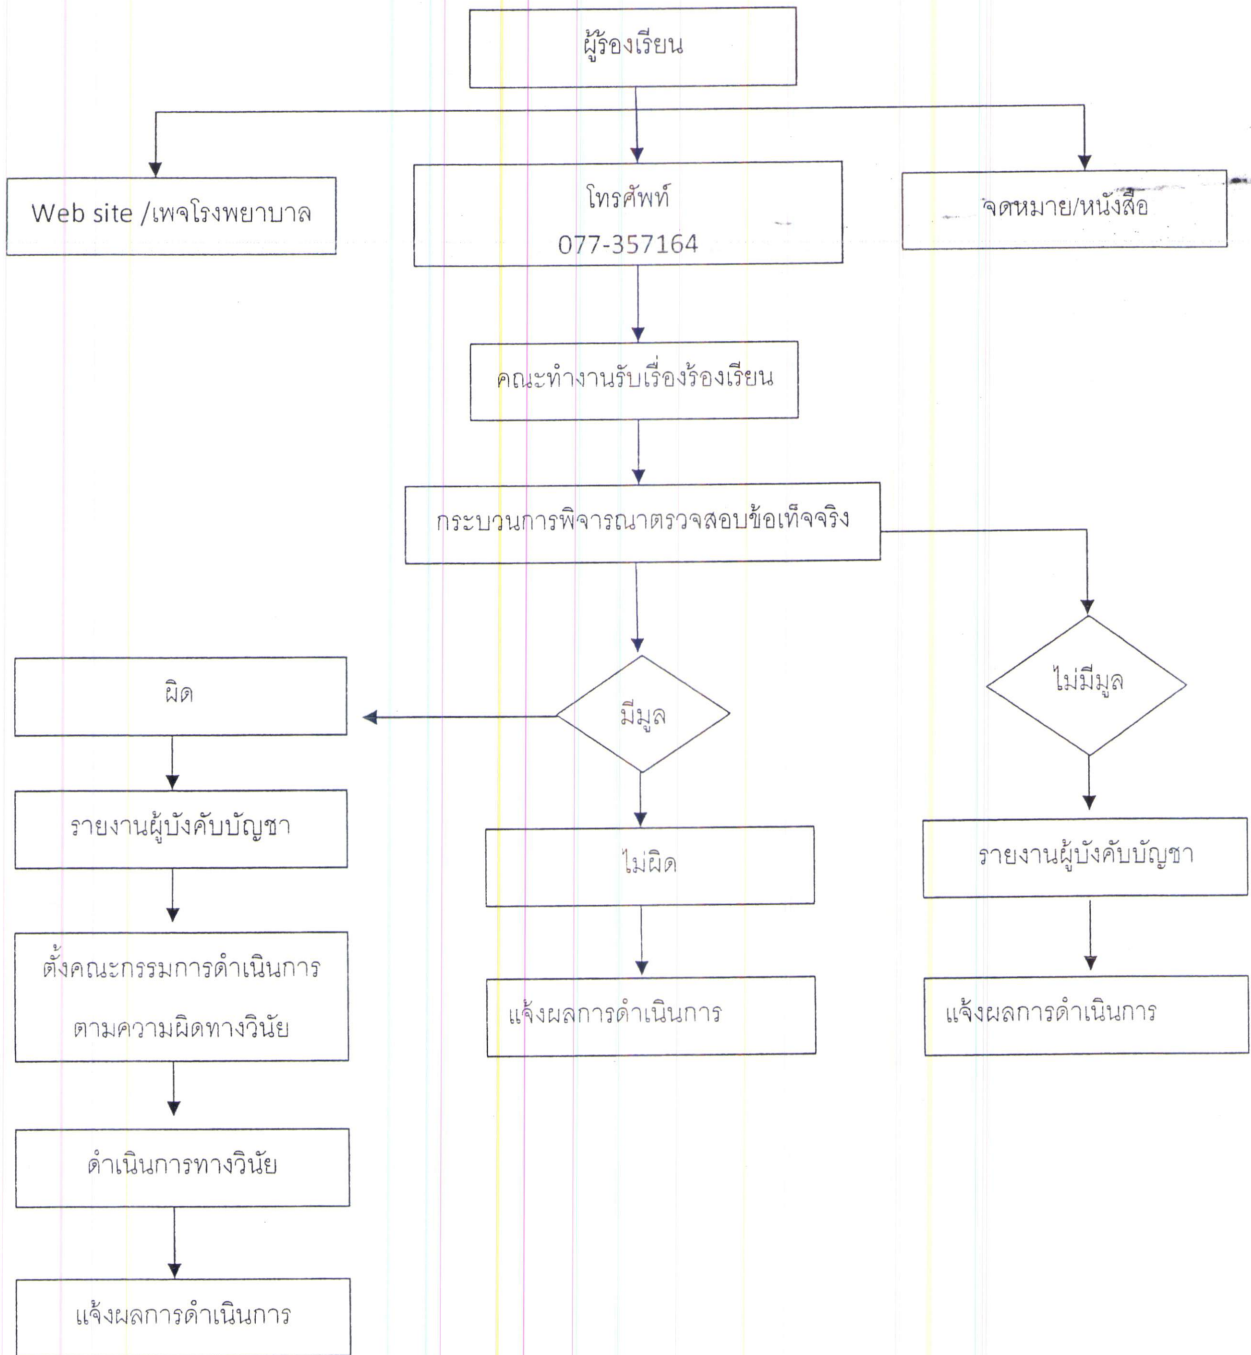 ผู้ร้องเรียน
Web site /เพจโรงพยาบาล
โทรศัพท์
077-357164
จดหมาย/หนังสือ
คณะทำงานรับเรื่องร้องเรียน
กระบวนการพิจารณาตรวจสอบข้อเท็จจริง
ไม่มีมูล
มีมูล
ผิด
รายงานผู้บังคับบัญชา
ตั้งคณะกรรมการดำเนินการ
ตามความผิดทางวินัย
ดำเนินการทางวินัย
แจ้งผลการดำเนินการ
ไม่ผิด
แจ้งผลการดำเนินการ
รายงานผู้บังคับบัญชา
แจ้งผลการดำเนินการ